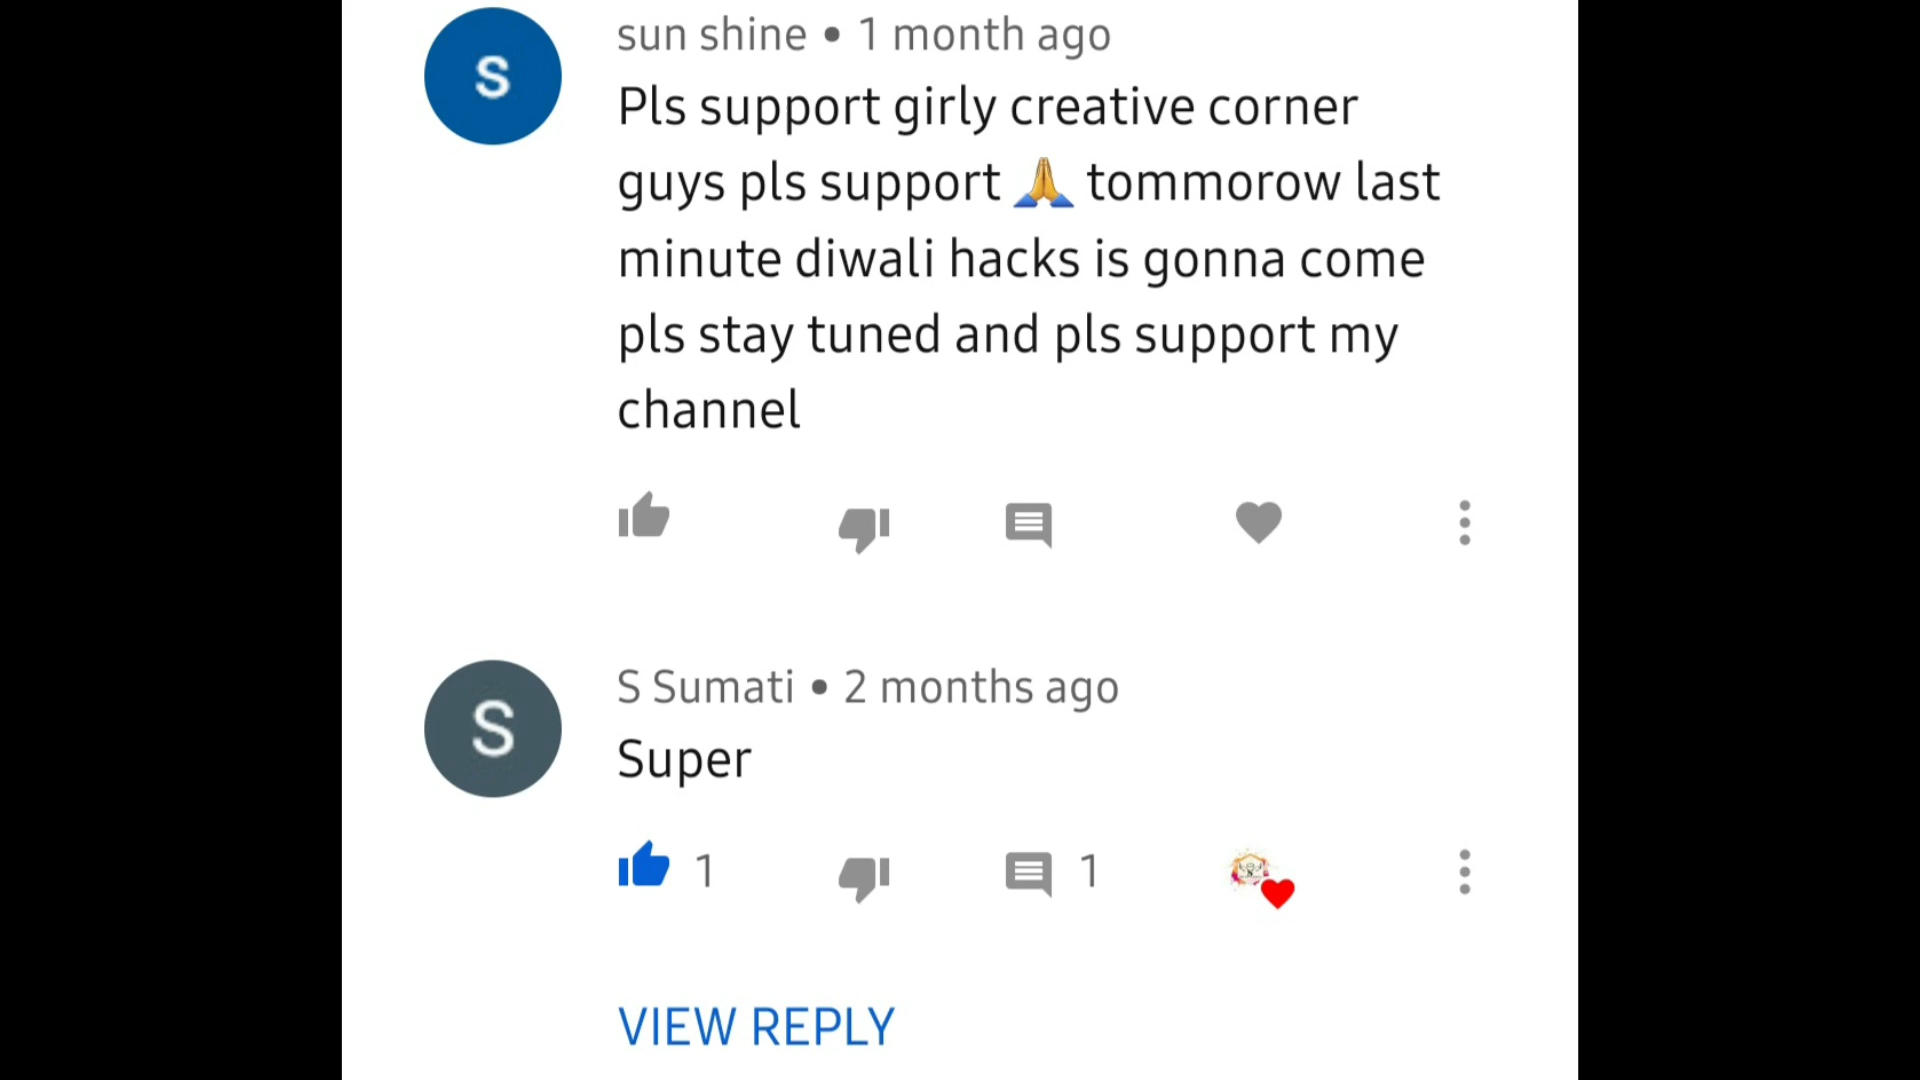 S
sun shine • 1 month ago
Pls support girly creative corner
guys pls support 🙏 tommorow last
minute diwali hacks is gonna come
pls stay tuned and pls support my
channel
S
S Sumati • 2 months ago
Super
1
1
VIEW REPLY